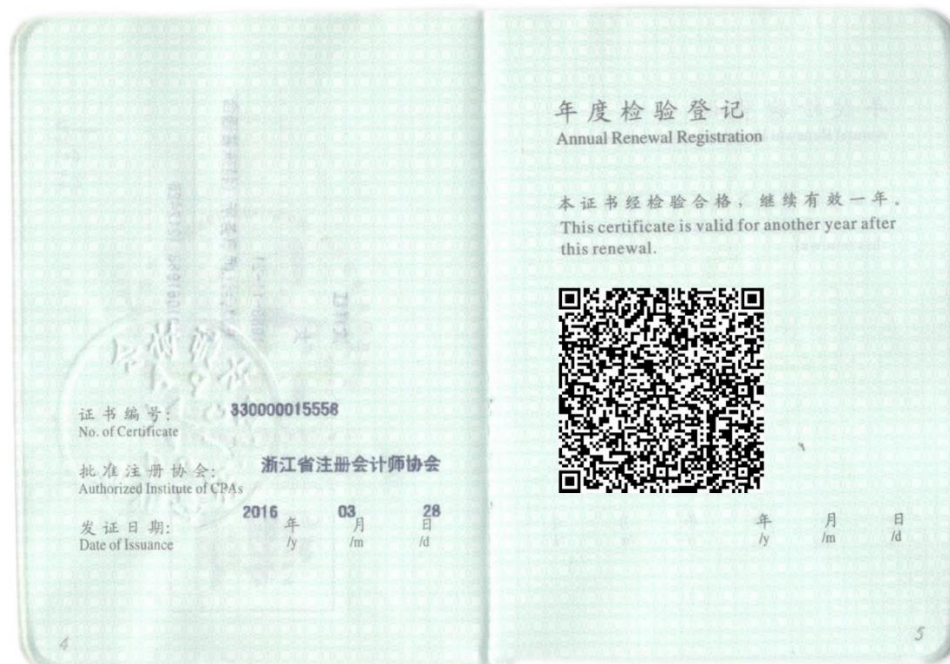 证书编号: 330000015558
No. of Certificate
批准注册协会: 浙江省注册会计师协会
Authorized Institute of CPAs
发证日期: 2016 年 03 月 28 日
Date of Issuance /y /m /d
4
年度检验登记
Annual Renewal Registration
本证书经检验合格，继续有效一年。
This certificate is valid for another year after
this renewal.
年 月 日
/y /m /d
5